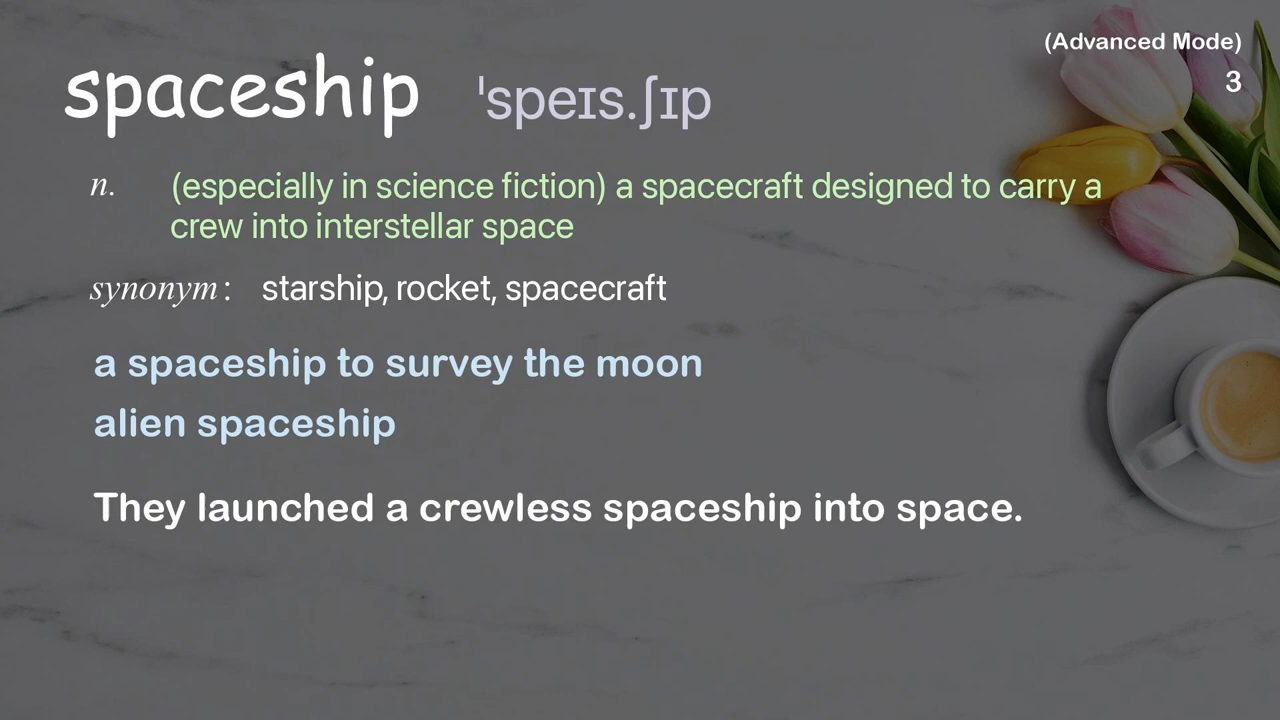 (Advanced Mode)
3
spaceship ˈspeɪs.ʃɪp
n. (especially in science fiction) a spacecraft designed to carry a
crew into interstellar space
synonym: starship, rocket, spacecraft
a spaceship to survey the moon
alien spaceship
They launched a crewless spaceship into space.